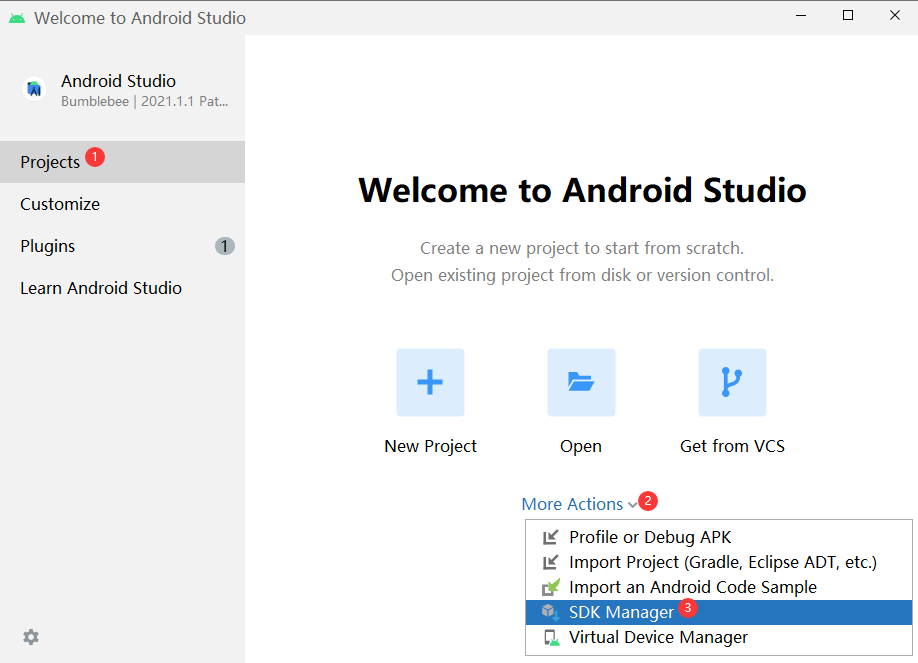 Welcome to Android Studio
Android Studio
Bumblebee | 2021.1.1 Pat...
Projects 1
Customize
Plugins 1
Learn Android Studio
Welcome to Android Studio
Create a new project to start from scratch.
Open existing project from disk or version control.
New Project
Open
Get from VCS
More Actions 2
Profile or Debug APK
Import Project (Gradle, Eclipse ADT, etc.)
Import an Android Code Sample
SDK Manager 3
Virtual Device Manager